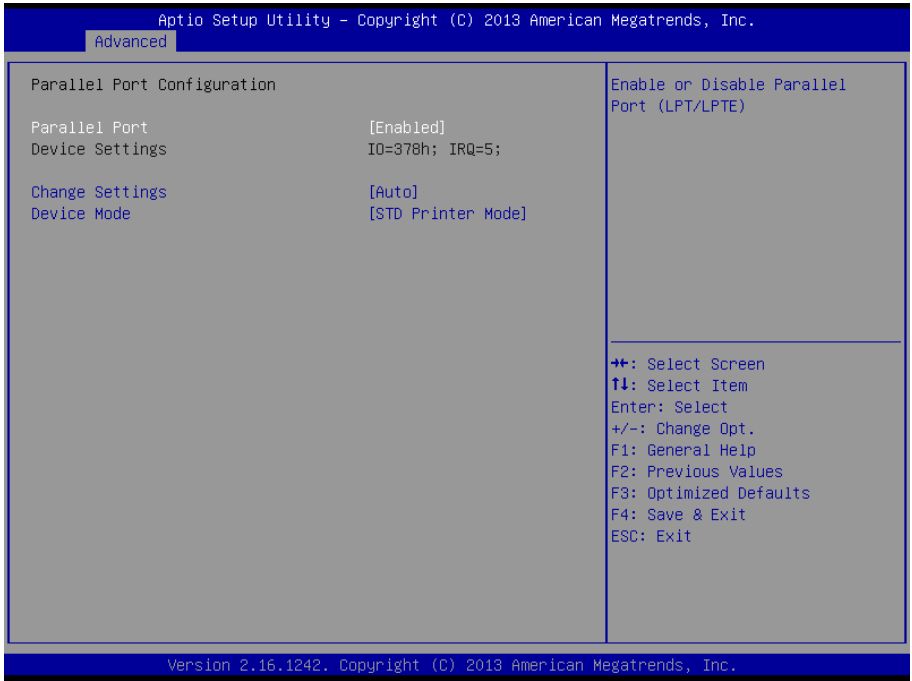 Aptio Setup Utility – Copyright (C) 2013 American Megatrends, Inc.
Advanced
Parallel Port Configuration
Parallel Port [Enabled]
Device Settings IO=378h; IRQ=5;
Change Settings [Auto]
Device Mode [STD Printer Mode]
Enable or Disable Parallel
Port (LPT/LPTE)
→←: Select Screen
↑↓: Select Item
Enter: Select
+/-: Change Opt.
F1: General Help
F2: Previous Values
F3: Optimized Defaults
F4: Save & Exit
ESC: Exit
Version 2.16.1242. Copyright (C) 2013 American Megatrends, Inc.